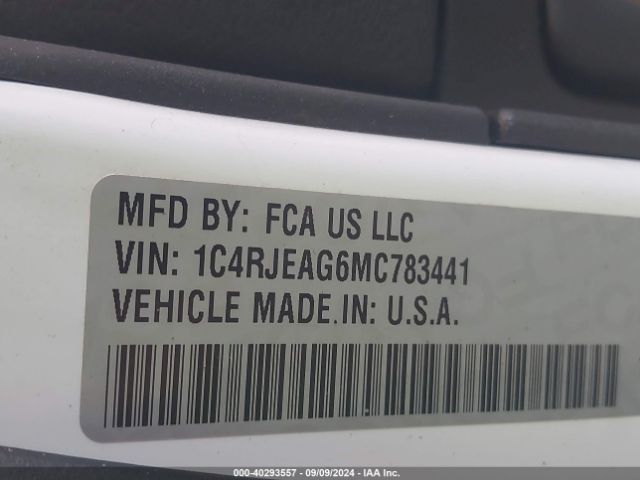 MFD BY: FCA US LLC
VIN: 1C4RJEAG6MC783441
VEHICLE MADE.IN: U.S.A.
000-40293557 - 09/09/2024 - IAA Inc.